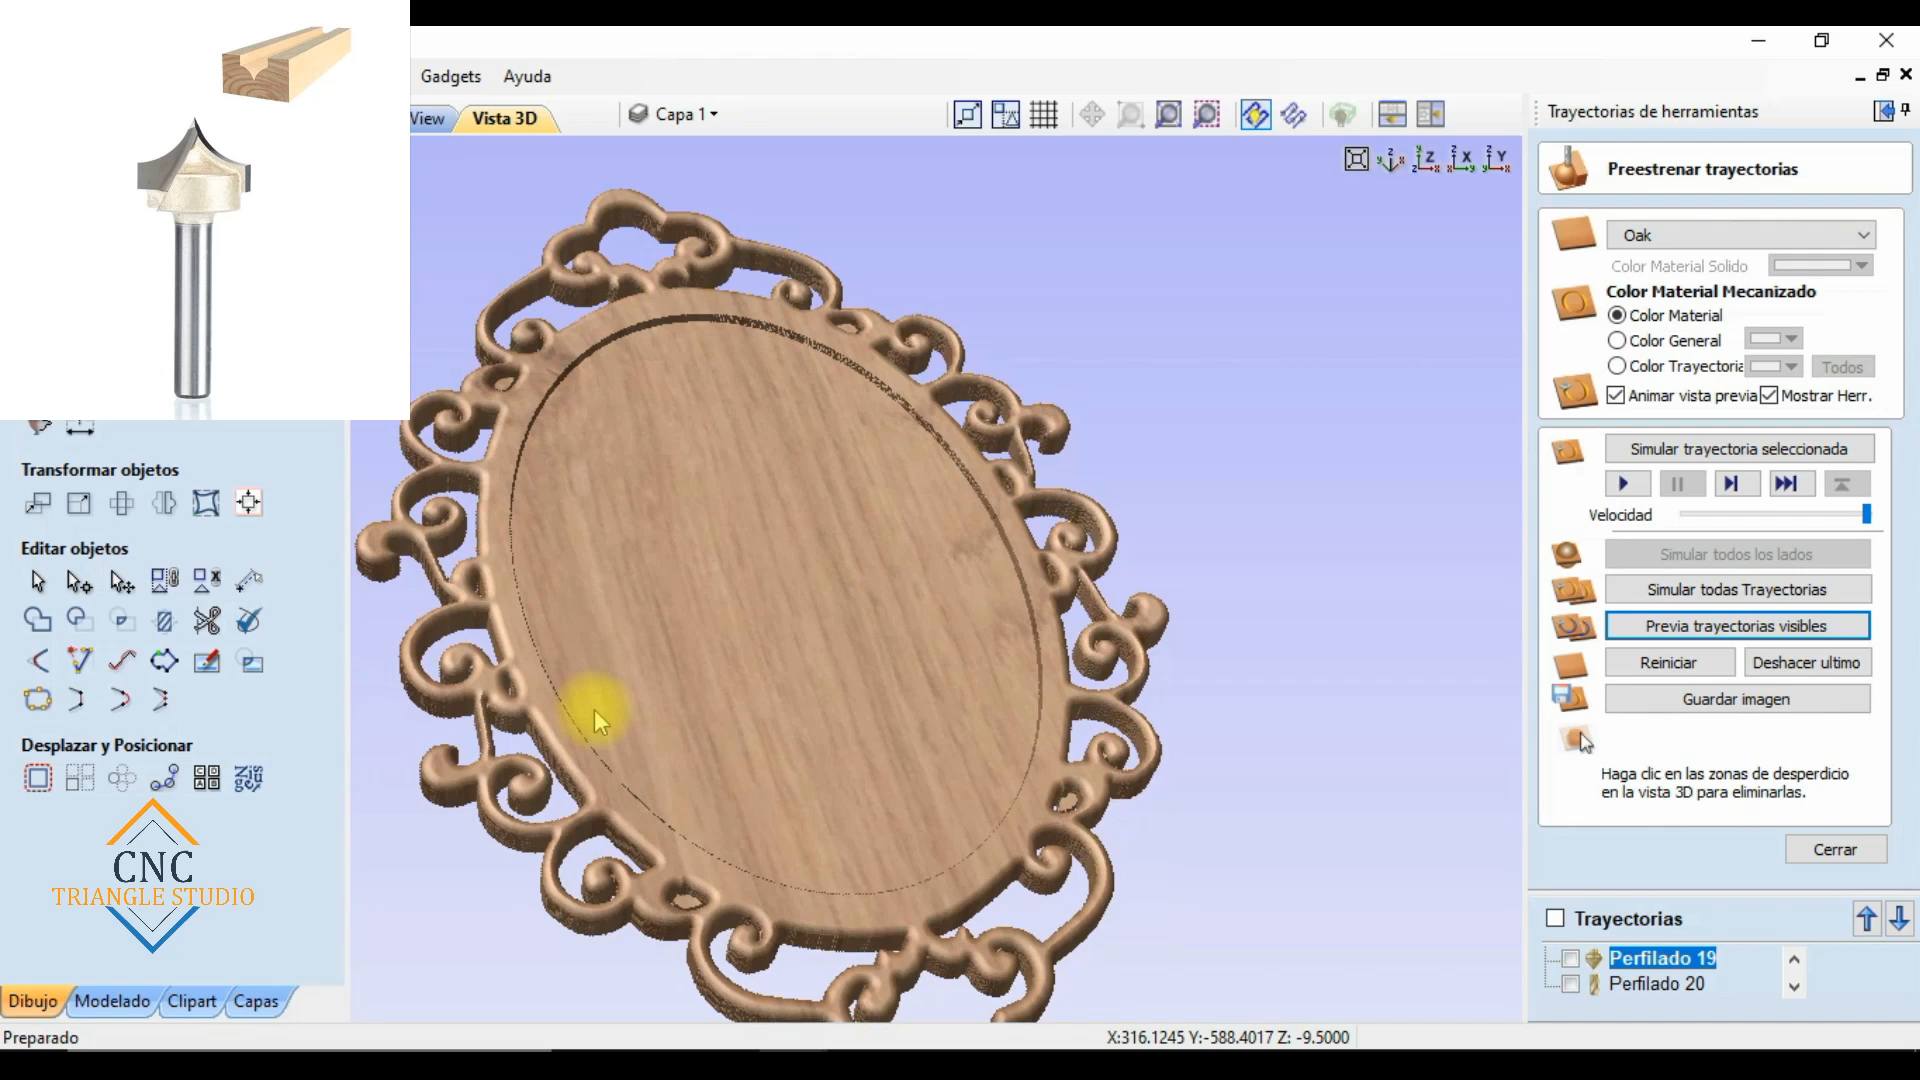 Gadgets Ayuda
View Vista 3D Capa 1
Trayectorias de herramientas
Preestrenar trayectorias
Oak
Color Material Solido
Color Material Mecanizado
Color Material
Color General
Color Trayectoria Todos
Animar vista previa Mostrar Herr.
Simular trayectoria seleccionada
Velocidad
Simular todos los lados
Simular todas Trayectorias
Previa trayectorias visibles
Reiniciar Deshacer ultimo
Guardar imagen
Haga clic en las zonas de desperdicio
en la vista 3D para eliminarlas.
Cerrar
Trayectorias
Perfilado 19
Perfilado 20
Transformar objetos
Editar objetos
Desplazar y Posicionar
CNC
TRIANGLE STUDIO
Dibujo Modelado Clipart Capas
Preparado
X:316.1245 Y:-588.4017 Z: -9.5000